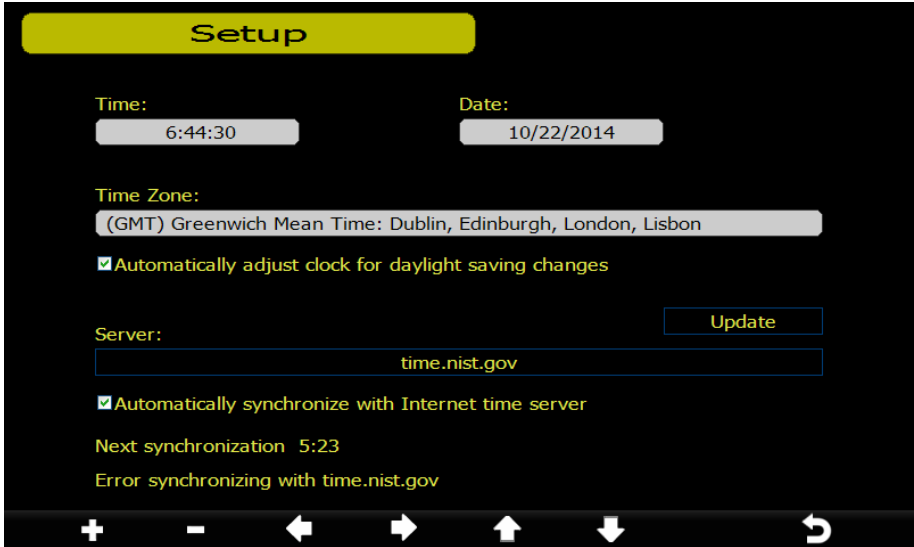 Setup
Time: Date:
6:44:30 10/22/2014
Time Zone:
(GMT) Greenwich Mean Time: Dublin, Edinburgh, London, Lisbon
Automatically adjust clock for daylight saving changes
Update
Server:
time.nist.gov
Automatically synchronize with Internet time server
Next synchronization 5:23
Error synchronizing with time.nist.gov